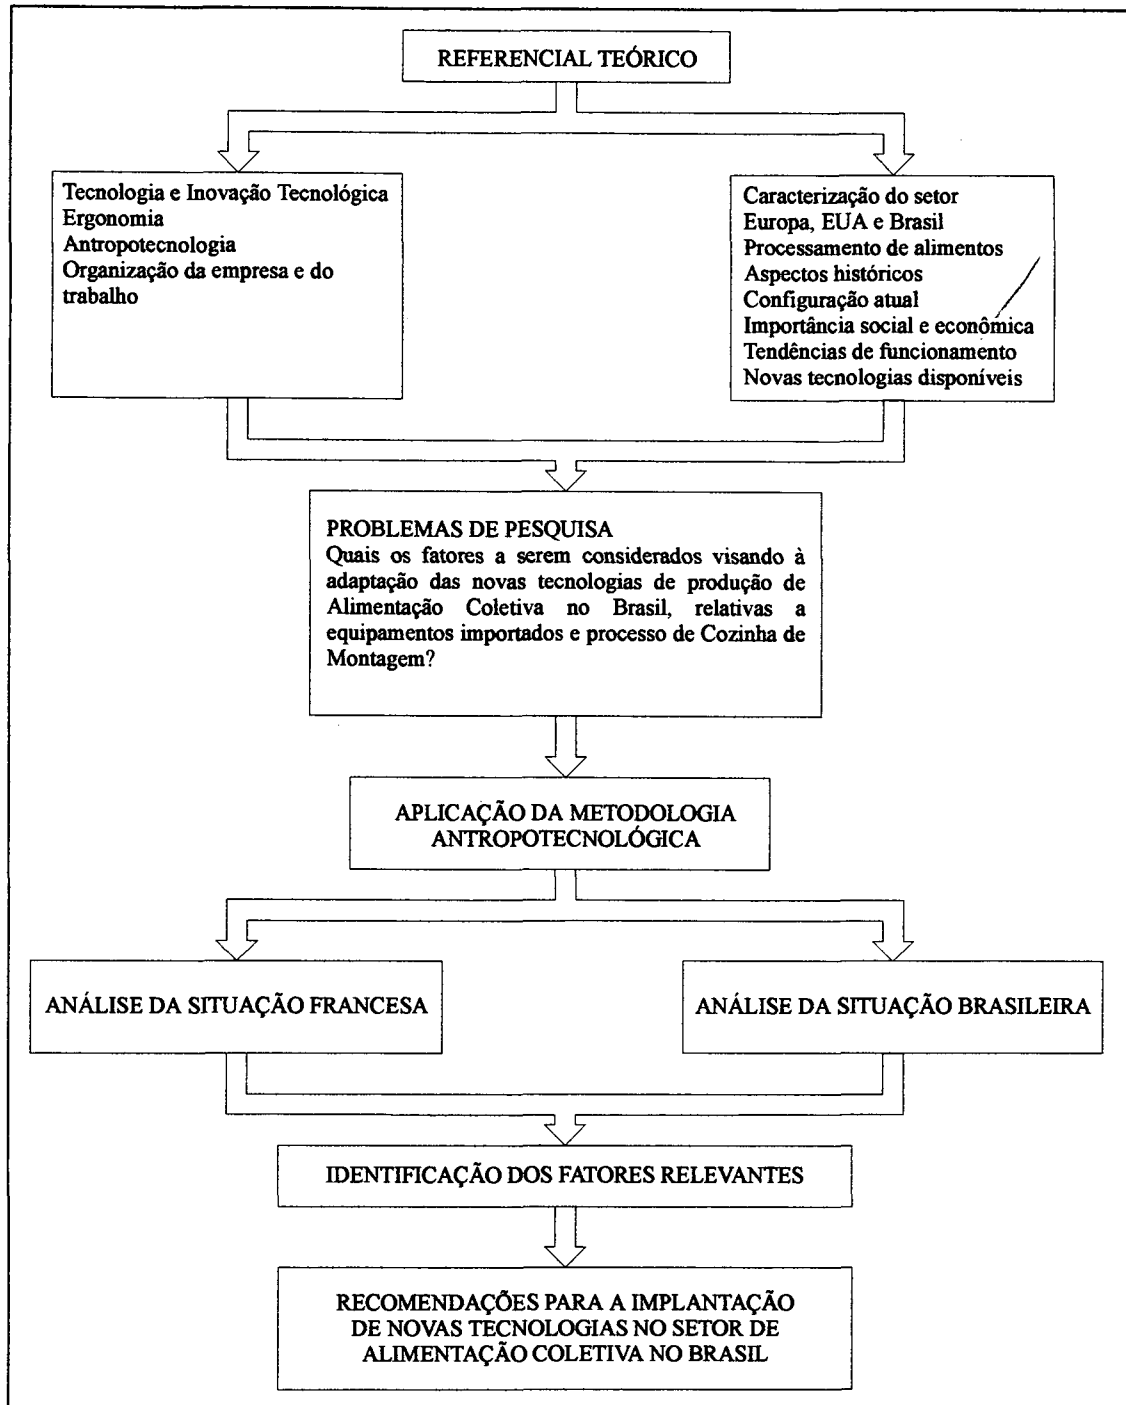 REFERENCIAL TEÓRICO
Tecnologia e Inovação Tecnológica
Ergonomia
Antropotecnologia
Organização da empresa e do
trabalho
Caracterização do setor
Europa, EUA e Brasil
Processamento de alimentos
Aspectos históricos
Configuração atual
Importância social e econômica
Tendências de funcionamento
Novas tecnologias disponíveis
PROBLEMAS DE PESQUISA
Quais os fatores a serem considerados visando à
adaptação das novas tecnologias de produção de
Alimentação Coletiva no Brasil, relativas a
equipamentos importados e processo de Cozinha de
Montagem?
APLICAÇÃO DA METODOLOGIA
ANTROPOTECNOLÓGICA
ANÁLISE DA SITUAÇÃO FRANCESA
ANÁLISE DA SITUAÇÃO BRASILEIRA
IDENTIFICAÇÃO DOS FATORES RELEVANTES
RECOMENDAÇÕES PARA A IMPLANTAÇÃO
DE NOVAS TECNOLOGIAS NO SETOR DE
ALIMENTAÇÃO COLETIVA NO BRASIL